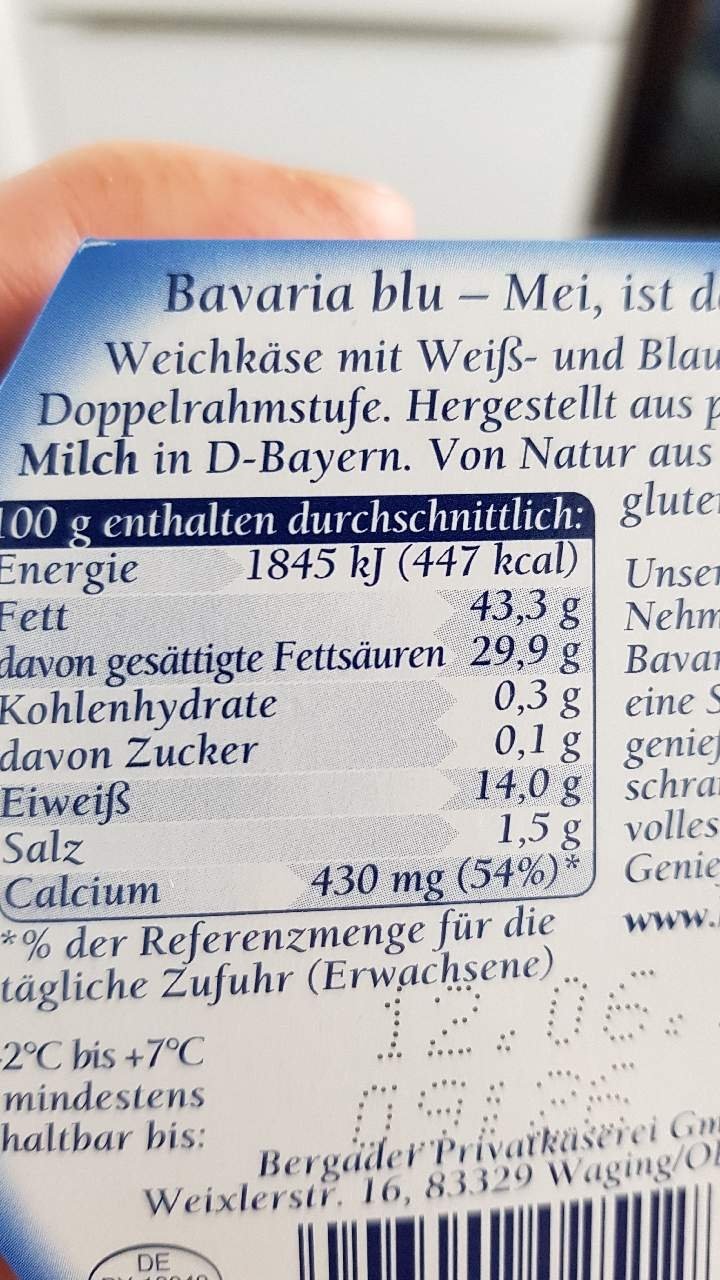 Bavaria blu – Mei, ist d
Weichkäse mit Weiß- und Blau
Doppelrahmstufe. Hergestellt aus p
Milch in D-Bayern. Von Natur aus
glute
100 g enthalten durchschnittlich:
Energie 1845 kJ (447 kcal)
Fett 43,3 g
davon gesättigte Fettsäuren 29,9 g
Kohlenhydrate 0,3 g
davon Zucker 0,1 g
Eiweiß 14,0 g
Salz 1,5 g
Calcium 430 mg (54%)*
*% der Referenzmenge für die
tägliche Zufuhr (Erwachsene)
Unser
Nehm
Bavar
eine S
genieß
schra
volles
Genie
www.
2°C bis +7°C
mindestens
haltbar bis:
12.06.
Bergader Privatkäserei Gm
Weixlerstr. 16, 83329 Waging/Ob
DE